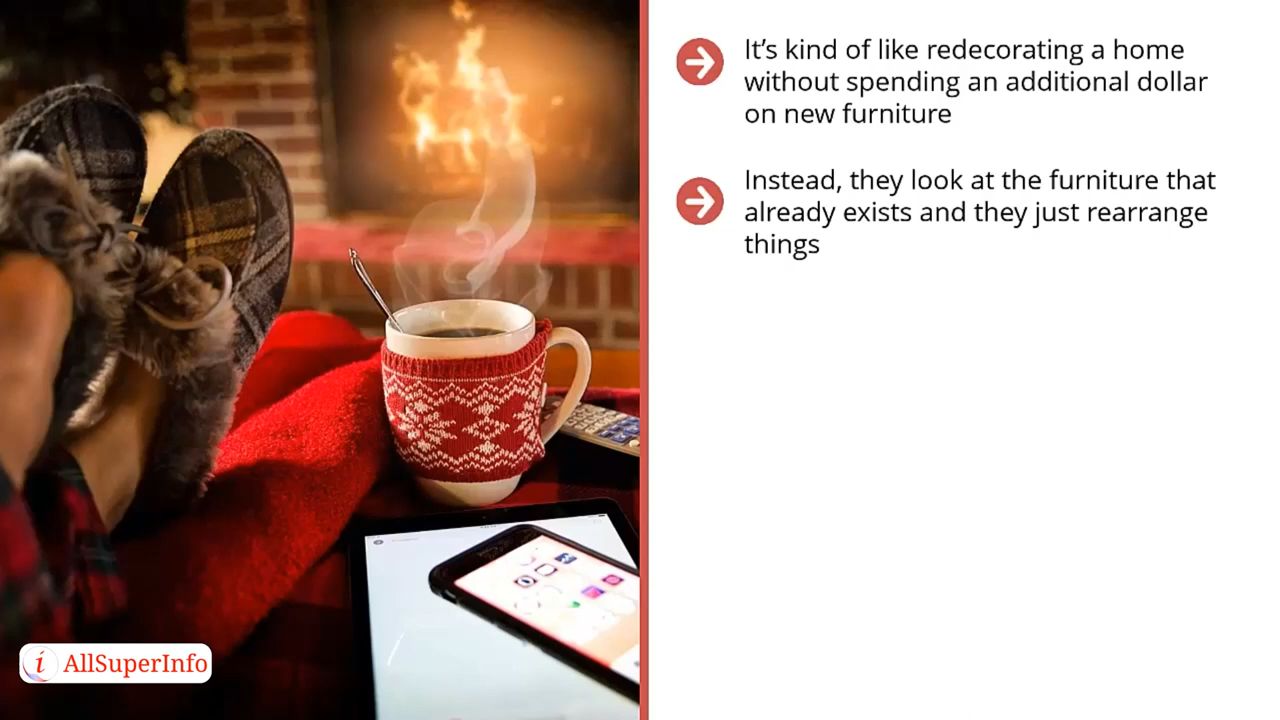 It’s kind of like redecorating a home
without spending an additional dollar
on new furniture
Instead, they look at the furniture that
already exists and they just rearrange
things
i AllSuperInfo